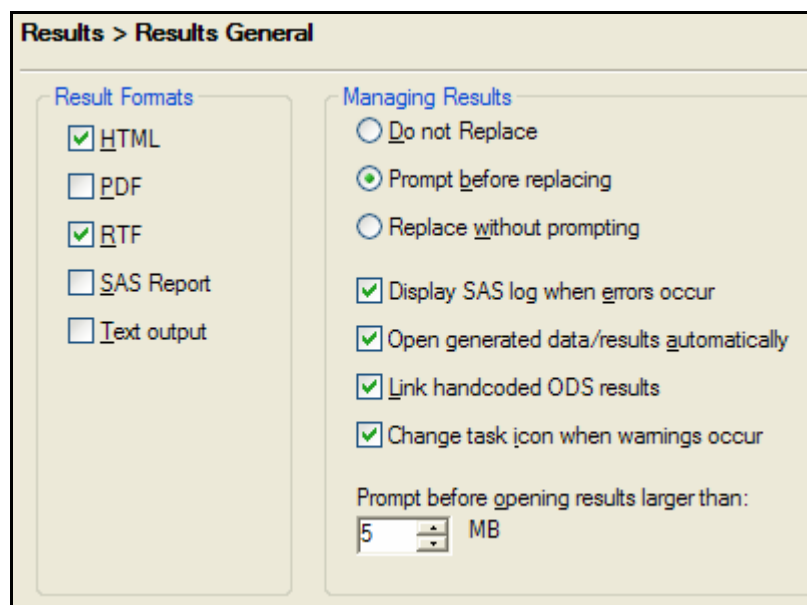 Results > Results General
Result Formats
HTML
PDF
RTF
SAS Report
Text output
Managing Results
Do not Replace
Prompt before replacing
Replace without prompting
Display SAS log when errors occur
Open generated data/results automatically
Link handcoded ODS results
Change task icon when warnings occur
Prompt before opening results larger than:
5 MB